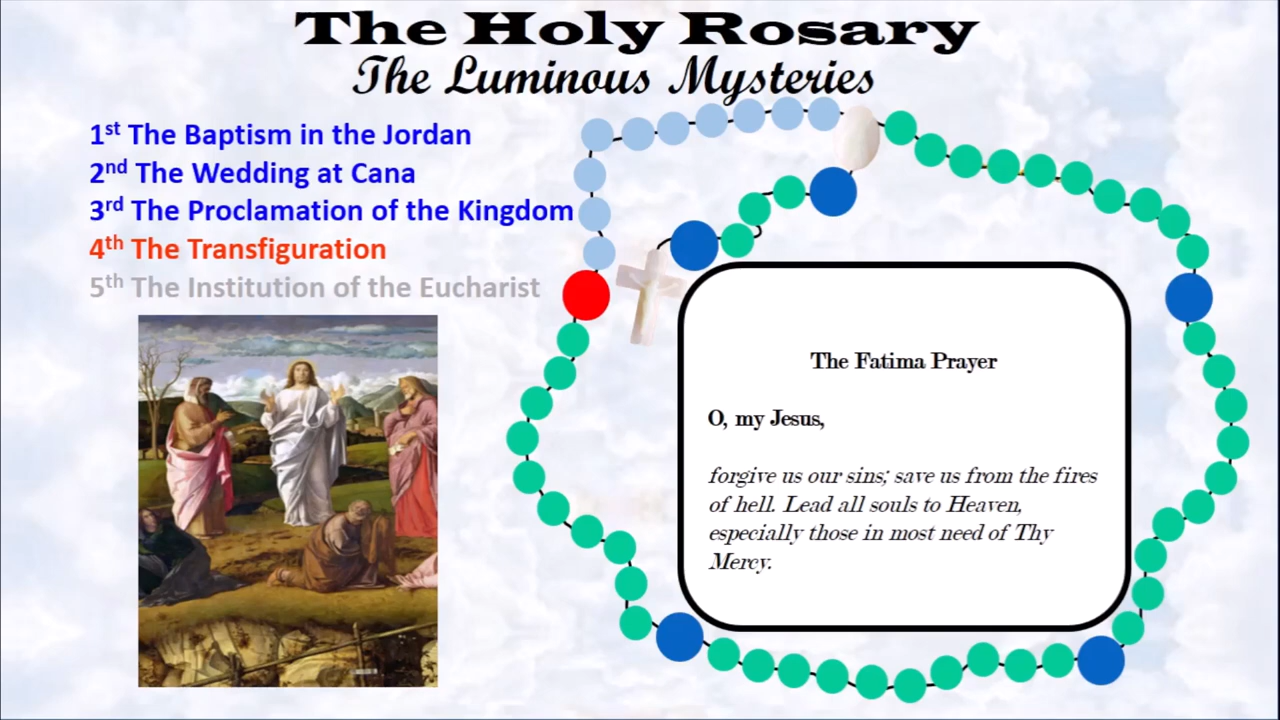 The Holy Rosary
The Luminous Mysteries
1st The Baptism in the Jordan
2nd The Wedding at Cana
3rd The Proclamation of the Kingdom
4th The Transfiguration
5th The Institution of the Eucharist
The Fatima Prayer
O, my Jesus,
forgive us our sins; save us from the fires
of hell. Lead all souls to Heaven,
especially those in most need of Thy
Mercy.